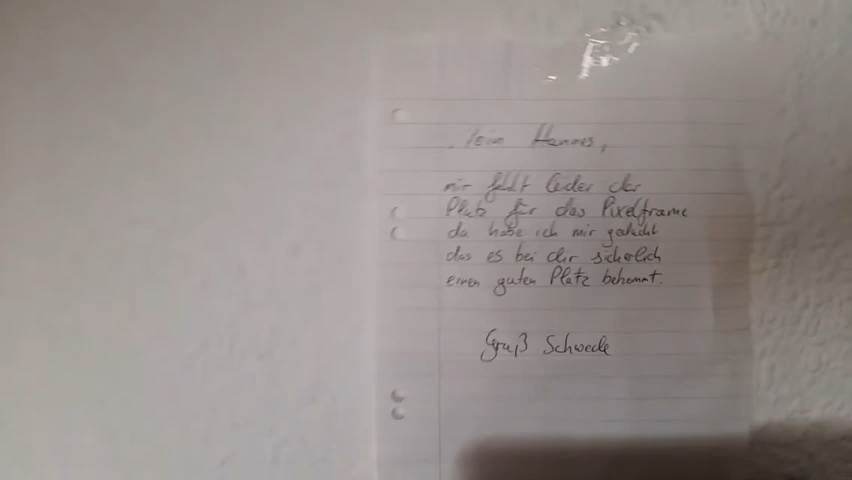 Hannes,
mir fehlt leider der
Platz für das Pixelframe
da habe ich mir gedacht
das es bei dir sicherlich
einen guten Platz bekommt.
Gruß Schwede